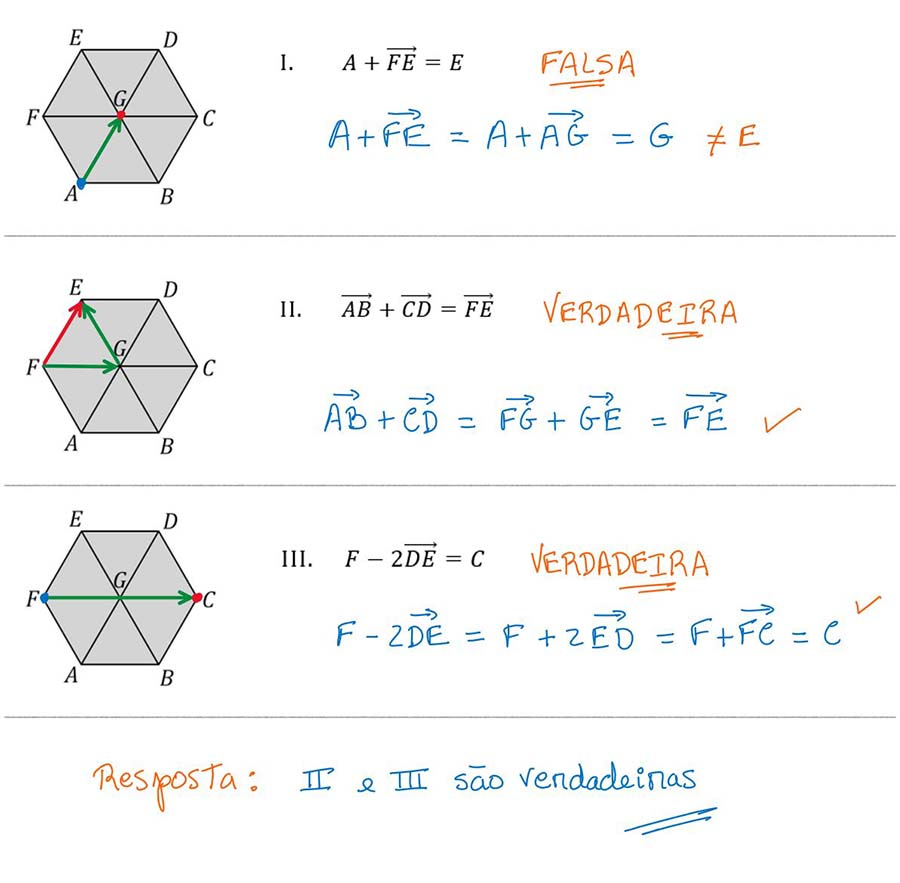 E D
I. A + \overrightarrow{FE} = E FALSA
G
F C
A + \overrightarrow{FE} = A + \overrightarrow{AG} = G ≠ E
A B
E D
II. \overrightarrow{AB} + \overrightarrow{CD} = \overrightarrow{FE} VERDADEIRA
G
F C
\overrightarrow{AB} + \overrightarrow{CD} = \overrightarrow{FG} + \overrightarrow{GE} = \overrightarrow{FE} ✓
A B
E D
III. F − 2\overrightarrow{DE} = C VERDADEIRA
G
F C
F - 2\overrightarrow{DE} = F + 2\overrightarrow{ED} = F + \overrightarrow{FC} = C ✓
A B
Resposta: II e III são verdadeiras